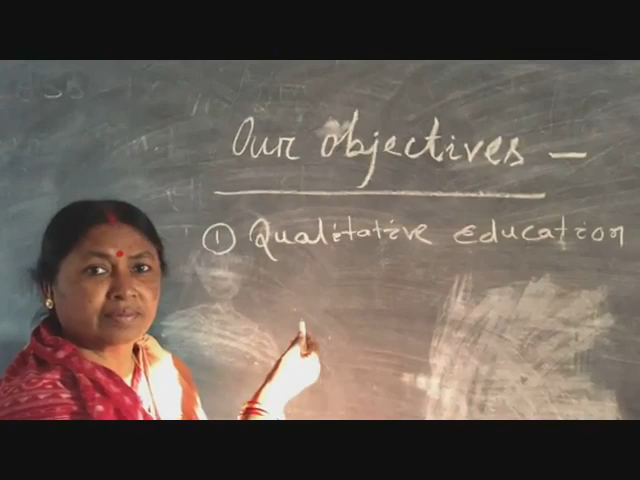 Our objectives —
① Qualitative education